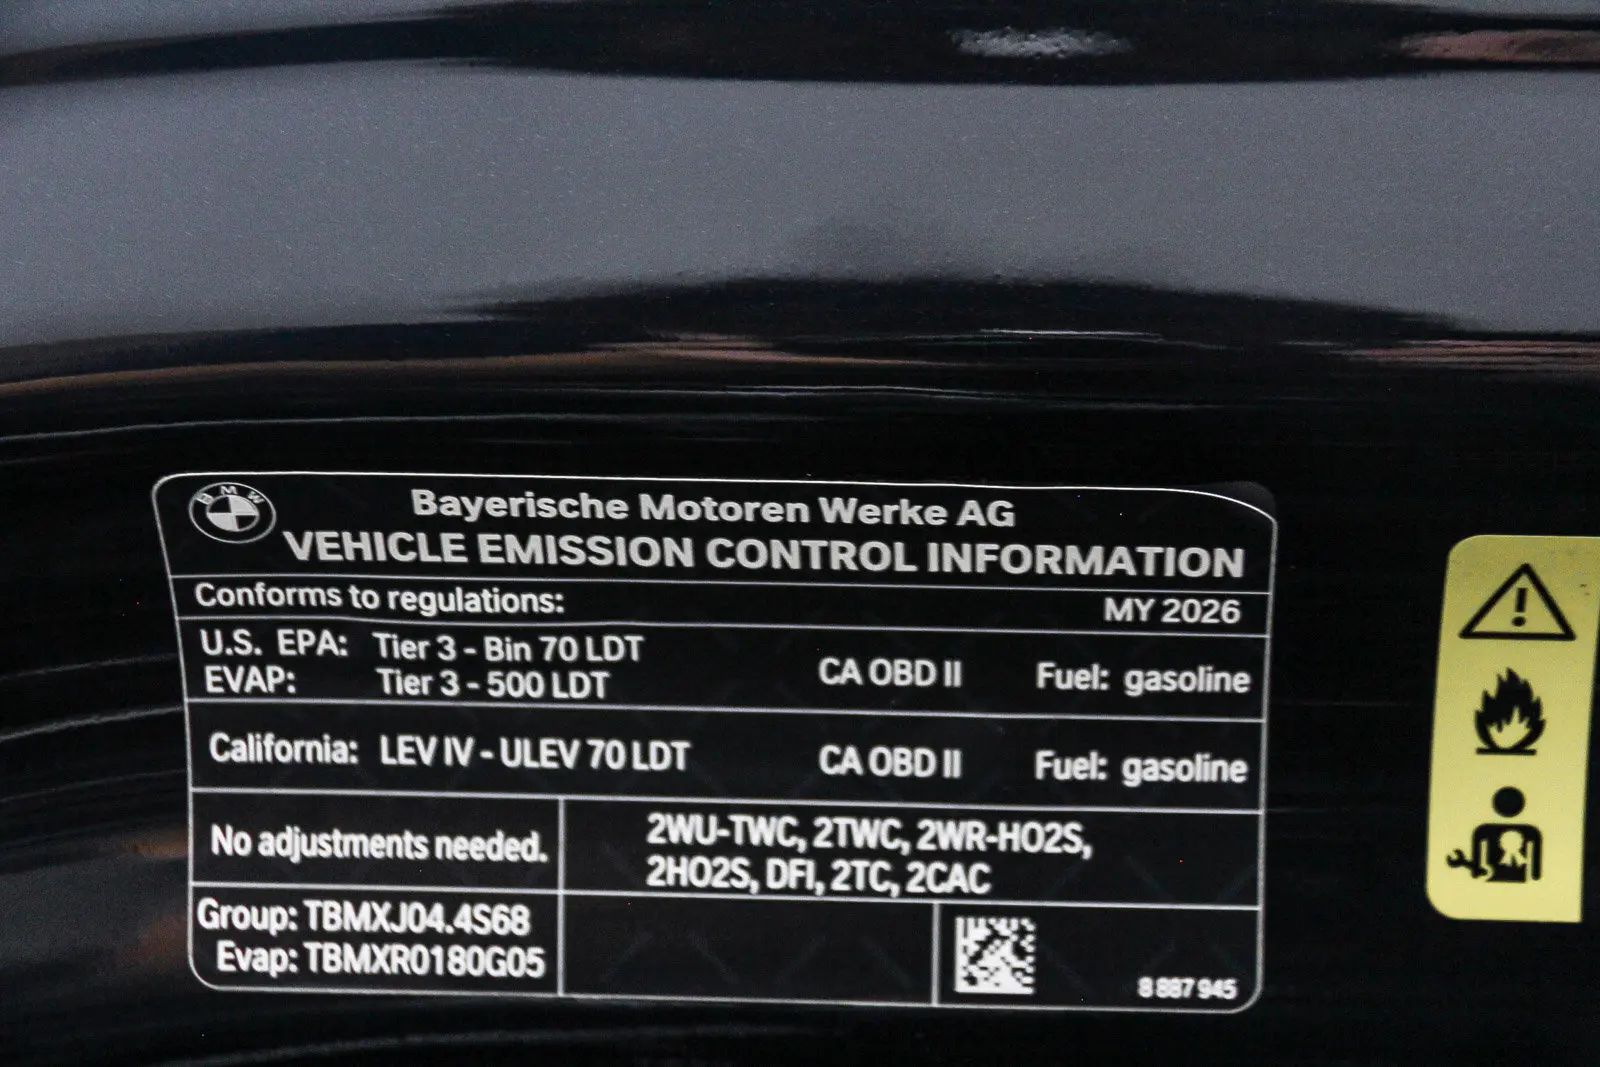 BMW
Bayerische Motoren Werke AG
VEHICLE EMISSION CONTROL INFORMATION
Conforms to regulations: MY 2026
U.S. EPA: Tier 3 - Bin 70 LDT
EVAP: Tier 3 - 500 LDT
CA OBD II Fuel: gasoline
California: LEV IV - ULEV 70 LDT CA OBD II Fuel: gasoline
No adjustments needed.
2WU-TWC, 2TWC, 2WR-HO2S,
2HO2S, DFI, 2TC, 2CAC
Group: TBMXJ04.4S68
Evap: TBMXR0180G05
8 887 945